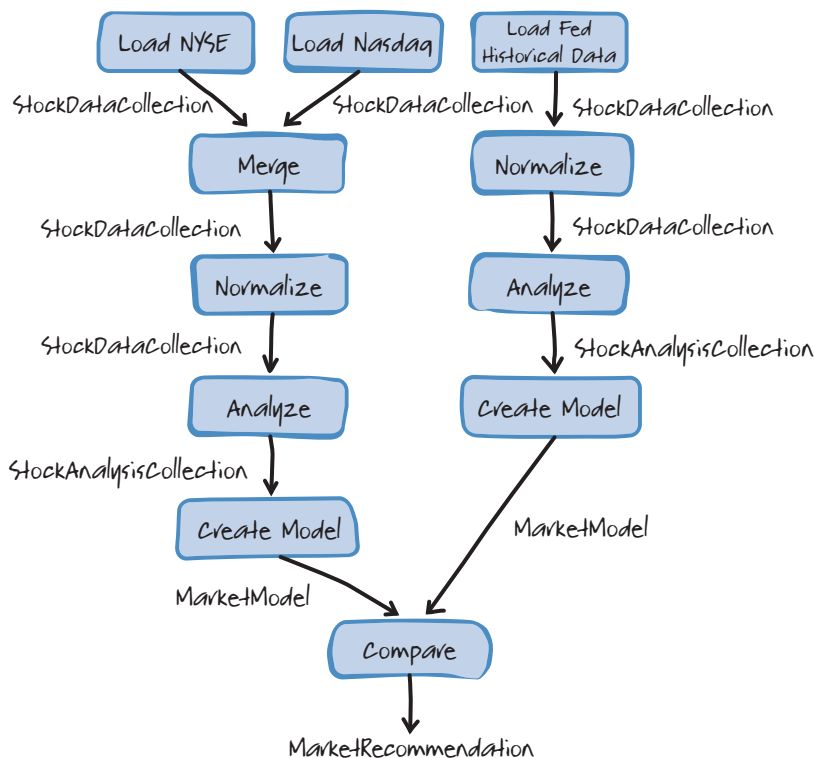 Load NYSE
Load Nasdaq
Load Fed
Historical Data
StockDataCollection
StockDataCollection
StockDataCollection
Merge
Normalize
StockDataCollection
StockDataCollection
Normalize
Analyze
StockDataCollection
StockAnalysisCollection
Analyze
Create Model
StockAnalysisCollection
Create Model
MarketModel
MarketModel
Compare
MarketRecommendation